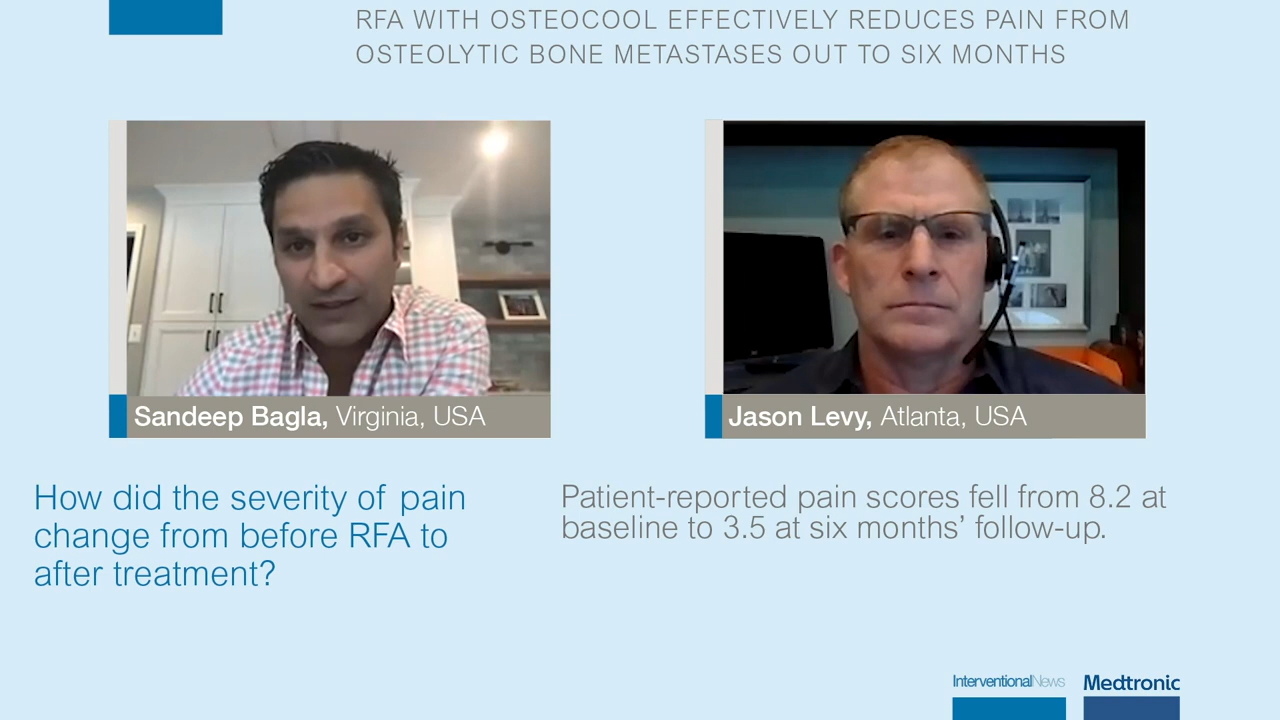 RFA WITH OSTEOCOOL EFFECTIVELY REDUCES PAIN FROM
OSTEOLYTIC BONE METASTASES OUT TO SIX MONTHS
Sandeep Bagla, Virginia, USA
Jason Levy, Atlanta, USA
How did the severity of pain
change from before RFA to
after treatment?
Patient-reported pain scores fell from 8.2 at
baseline to 3.5 at six months’ follow-up.
InterventionalNews
Medtronic